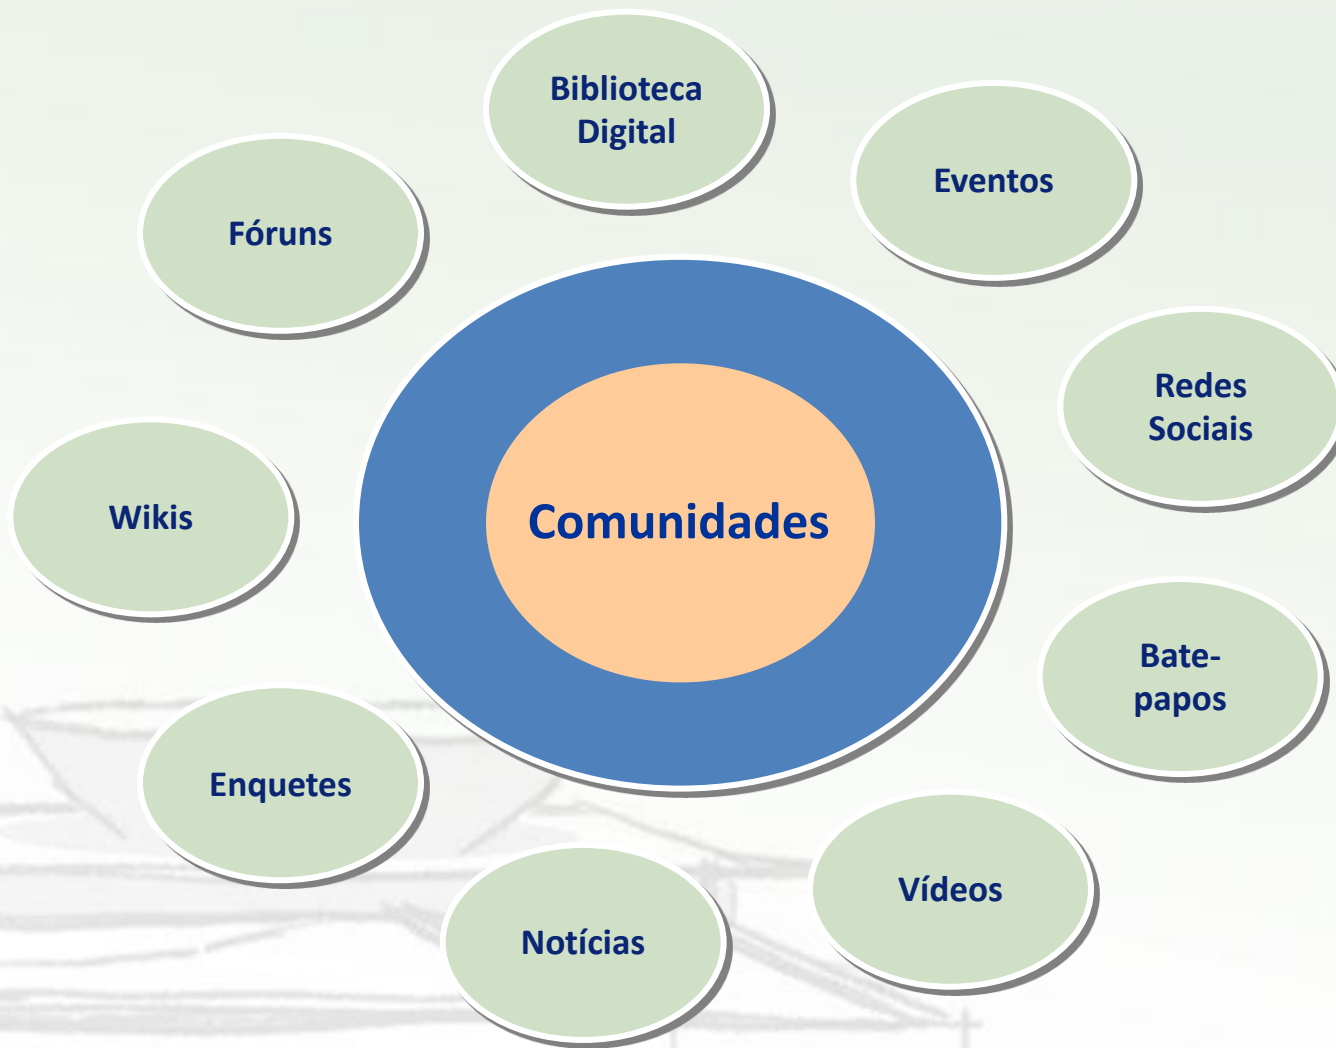 Biblioteca
Digital
Eventos
Fóruns
Redes
Sociais
Wikis
Comunidades
Bate-
papos
Enquetes
Vídeos
Notícias